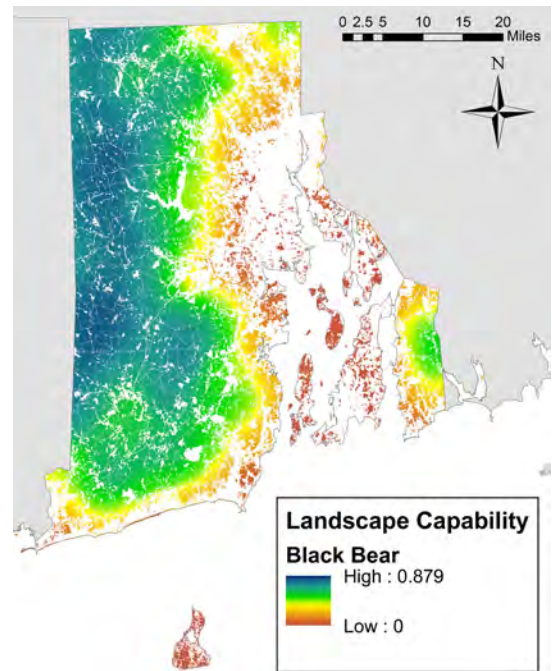 0 2.5 5 10 15 20
Miles
N
Landscape Capability
Black Bear
High : 0.879
Low : 0